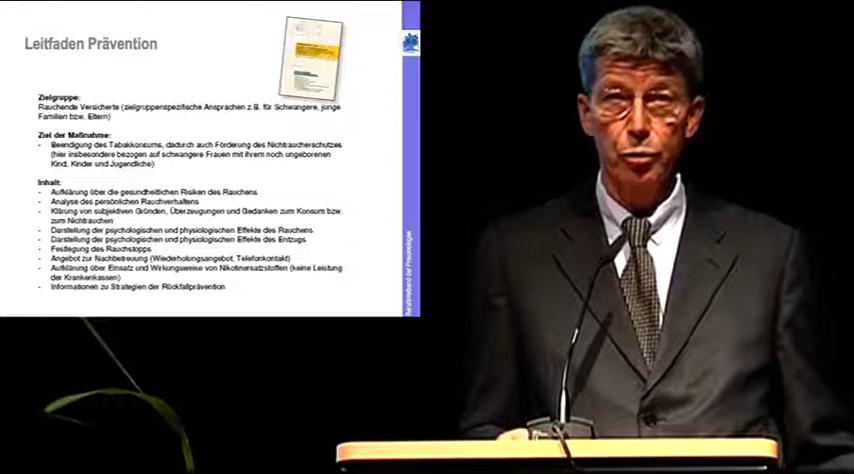 Leitfaden Prävention
Zielgruppe:
Rauchende Versicherte (zielgruppenspezifische Ansprachen z.B. für Schwangere, junge
Familien bzw. Eltern)
Ziel der Maßnahme:
- Beendigung des Tabakkonsums, dadurch auch Förderung des Nichtraucherschutzes
(hier insbesondere bezogen auf schwangere Frauen mit ihrem noch ungeborenen
Kind, Kinder und Jugendliche)
Inhalt:
- Aufklärung über die gesundheitlichen Risiken des Rauchens
- Analyse des persönlichen Rauchverhaltens
- Klärung von subjektiven Gründen, Überzeugungen und Gedanken zum Konsum bzw.
zum Nichtrauchen
- Darstellung der psychologischen und physiologischen Effekte des Rauchens
- Darstellung der psychologischen und physiologischen Effekte des Entzugs
- Festlegung des Rauchstopps
- Angebot zur Nachbetreuung (Wiederholungsangebot, Telefonkontakt)
- Aufklärung über Einsatz und Wirkungsweise von Nikotinersatzstoffen (keine Leistung
der Krankenkassen)
- Informationen zu Strategien der Rückfallprävention
Berufsverband der Frauenärzte